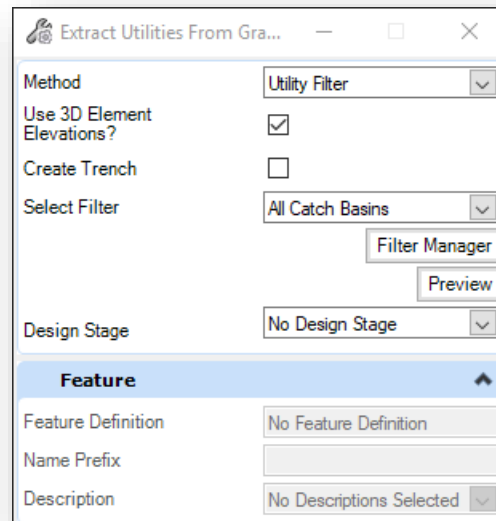 Extract Utilities From Gra...
Method Utility Filter
Use 3D Element
Elevations?
Create Trench
Select Filter All Catch Basins
Filter Manager
Preview
Design Stage No Design Stage
Feature
Feature Definition No Feature Definition
Name Prefix
Description No Descriptions Selected